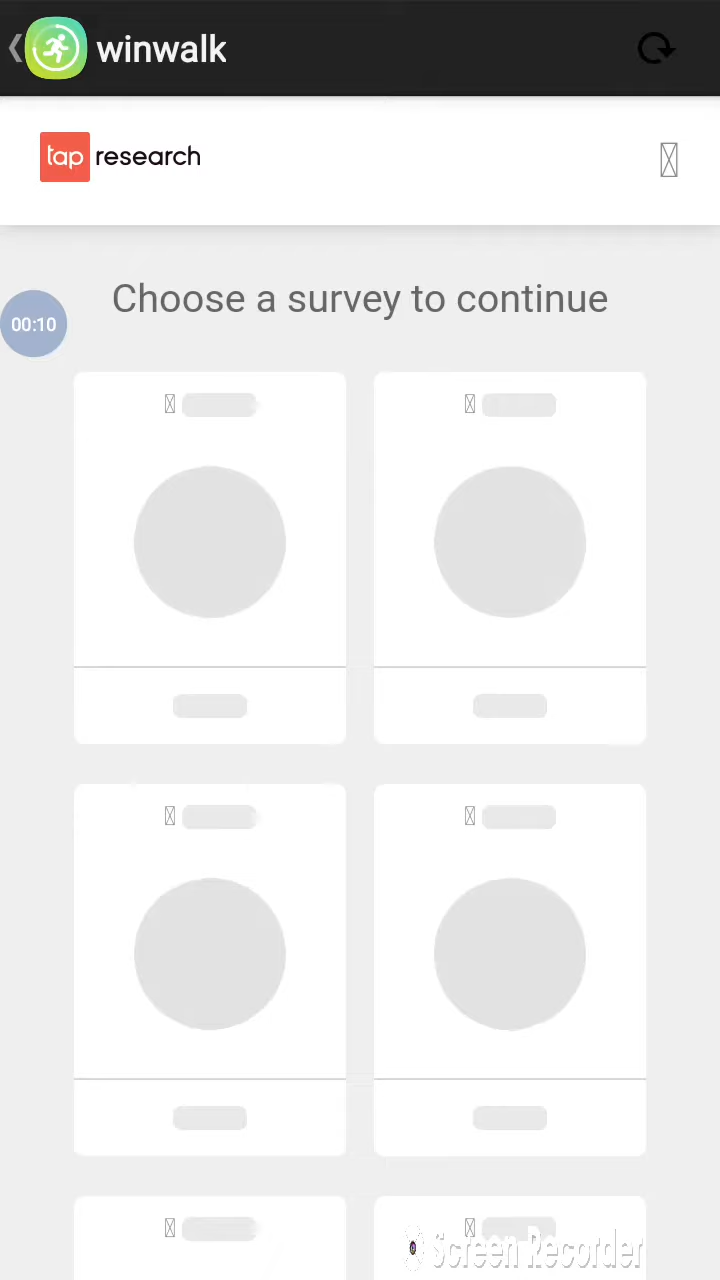 winwalk
tap research
Choose a survey to continue
00:10
Screen Recorder